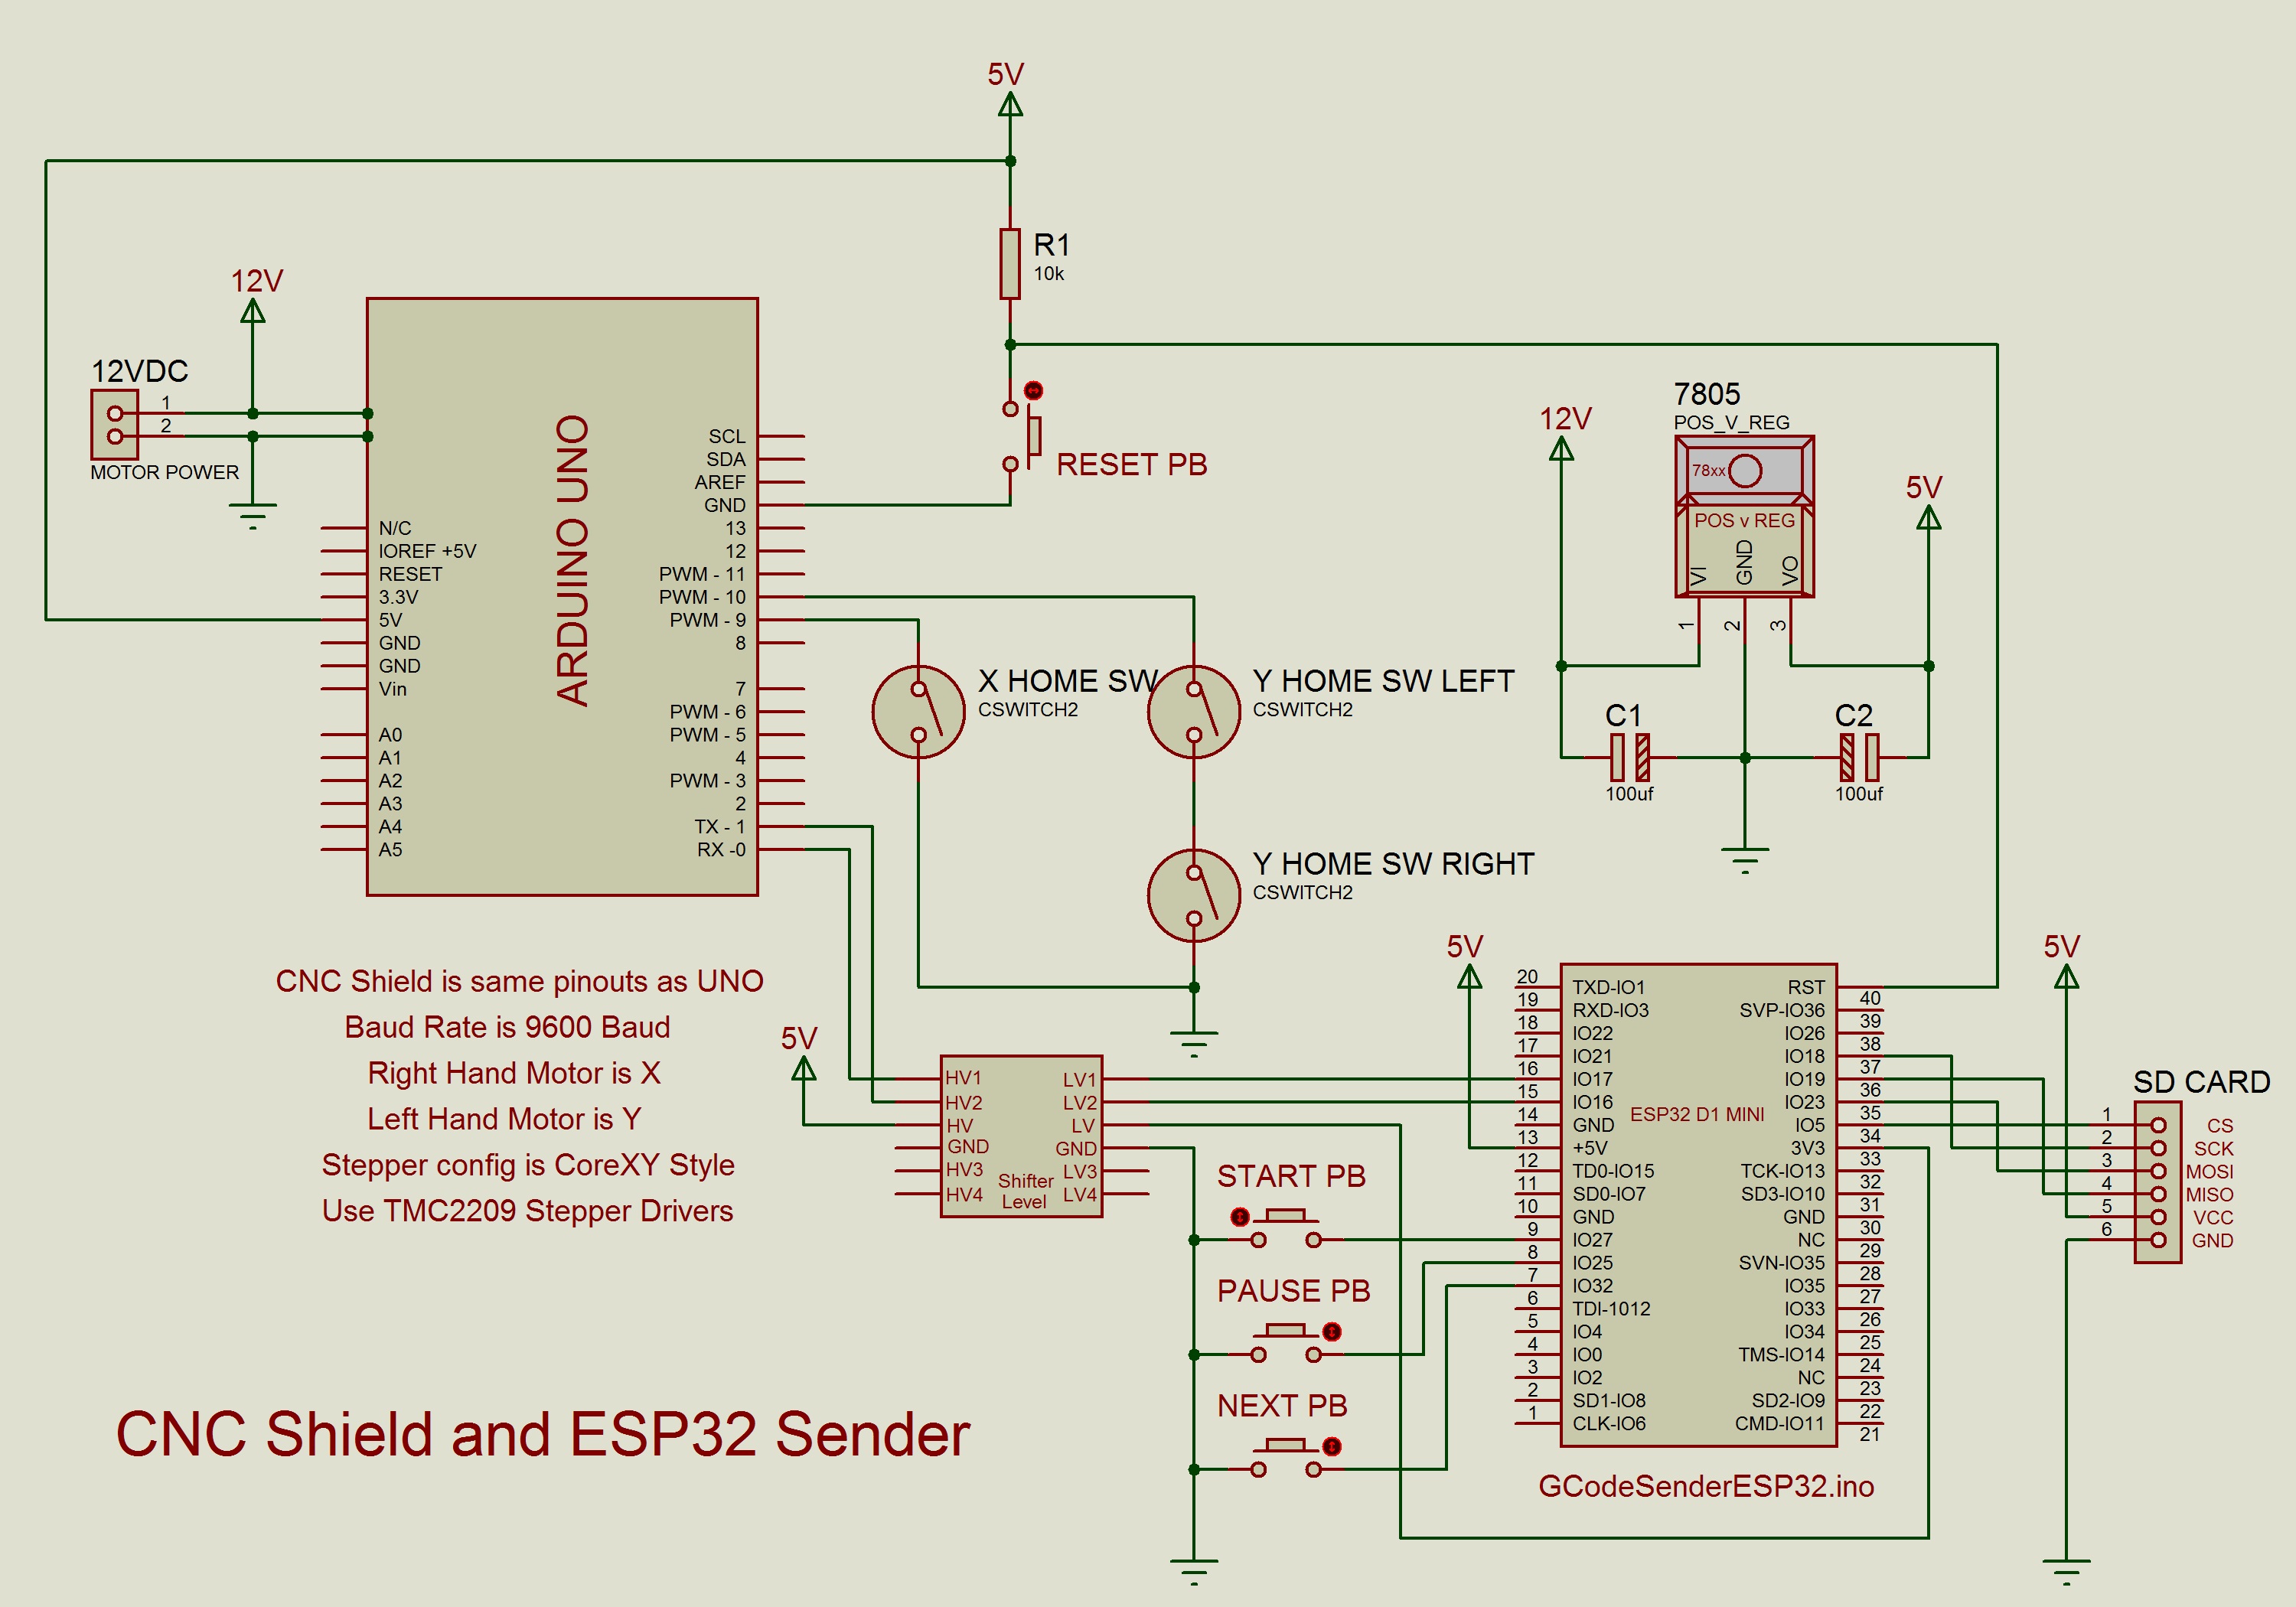 5V
R1
10k
12V
12VDC
1
2
MOTOR POWER
ARDUINO UNO
SCL
SDA
AREF
GND
13
12
PWM - 11
PWM - 10
PWM - 9
8
7
PWM - 6
PWM - 5
4
PWM - 3
2
TX - 1
RX -0
N/C
IOREF +5V
RESET
3.3V
5V
GND
GND
Vin
A0
A1
A2
A3
A4
A5
RESET PB
X HOME SW
CSWITCH2
Y HOME SW LEFT
CSWITCH2
Y HOME SW RIGHT
CSWITCH2
12V
7805
POS_V_REG
78xx
POS v REG
VI
GND
VO
1
2
3
5V
C1
100uf
C2
100uf
CNC Shield is same pinouts as UNO
Baud Rate is 9600 Baud
Right Hand Motor is X
Left Hand Motor is Y
Stepper config is CoreXY Style
Use TMC2209 Stepper Drivers
5V
HV1
HV2
HV
GND
HV3
HV4
LV1
LV2
LV
GND
LV3
LV4
Shifter
Level
START PB
PAUSE PB
NEXT PB
5V
20
19
18
17
16
15
14
13
12
11
10
9
8
7
6
5
4
3
2
1
TXD-IO1
RXD-IO3
IO22
IO21
IO17
IO16
GND
+5V
TD0-IO15
SD0-IO7
GND
IO27
IO25
IO32
TDI-1012
IO4
IO0
IO2
SD1-IO8
CLK-IO6
ESP32 D1 MINI
RST
SVP-IO36
IO26
IO18
IO19
IO23
IO5
3V3
TCK-IO13
SD3-IO10
GND
NC
SVN-IO35
IO35
IO33
IO34
TMS-IO14
NC
SD2-IO9
CMD-IO11
40
39
38
37
36
35
34
33
32
31
30
29
28
27
26
25
24
23
22
21
GCodeSenderESP32.ino
5V
SD CARD
1
2
3
4
5
6
CS
SCK
MOSI
MISO
VCC
GND
CNC Shield and ESP32 Sender